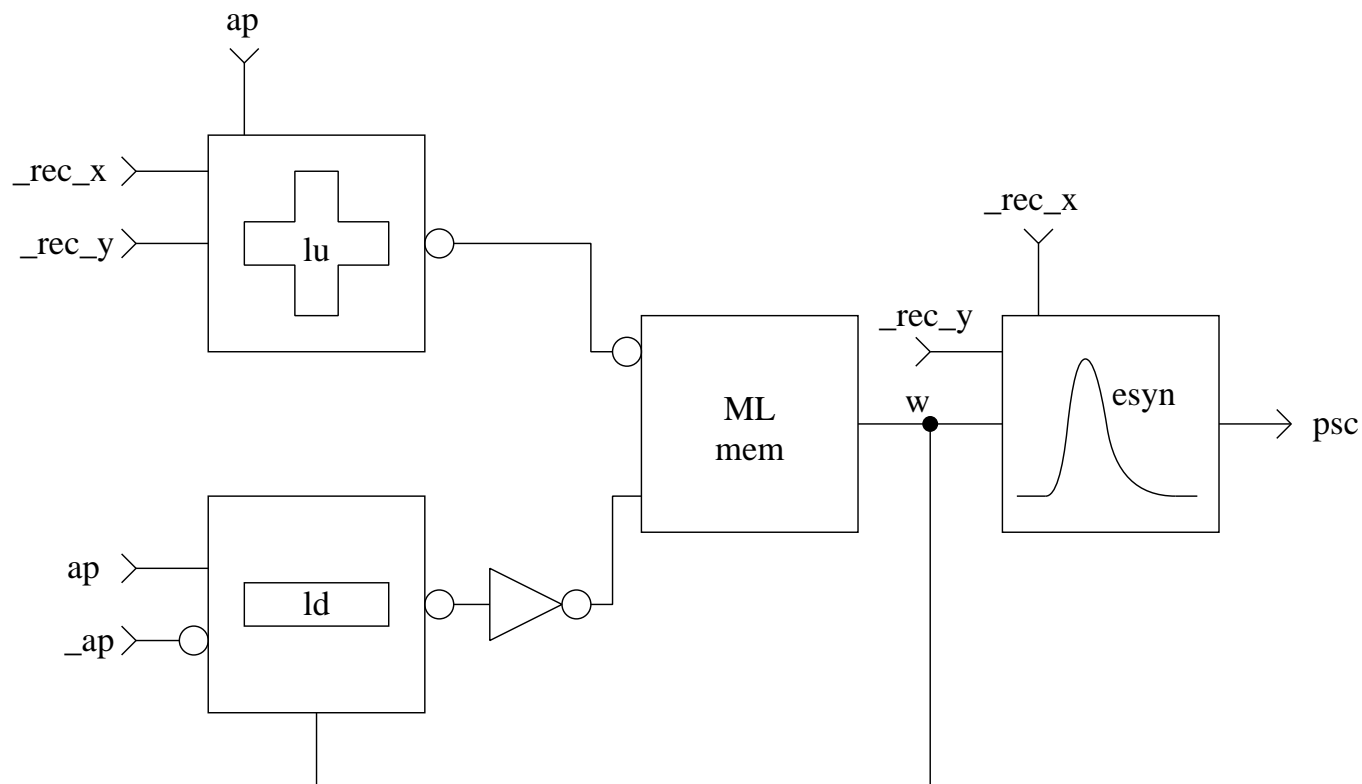 ap
_rec_x
_rec_y
lu
_rec_x
_rec_y
ML
mem
w
esyn
psc
ap
_ap
ld